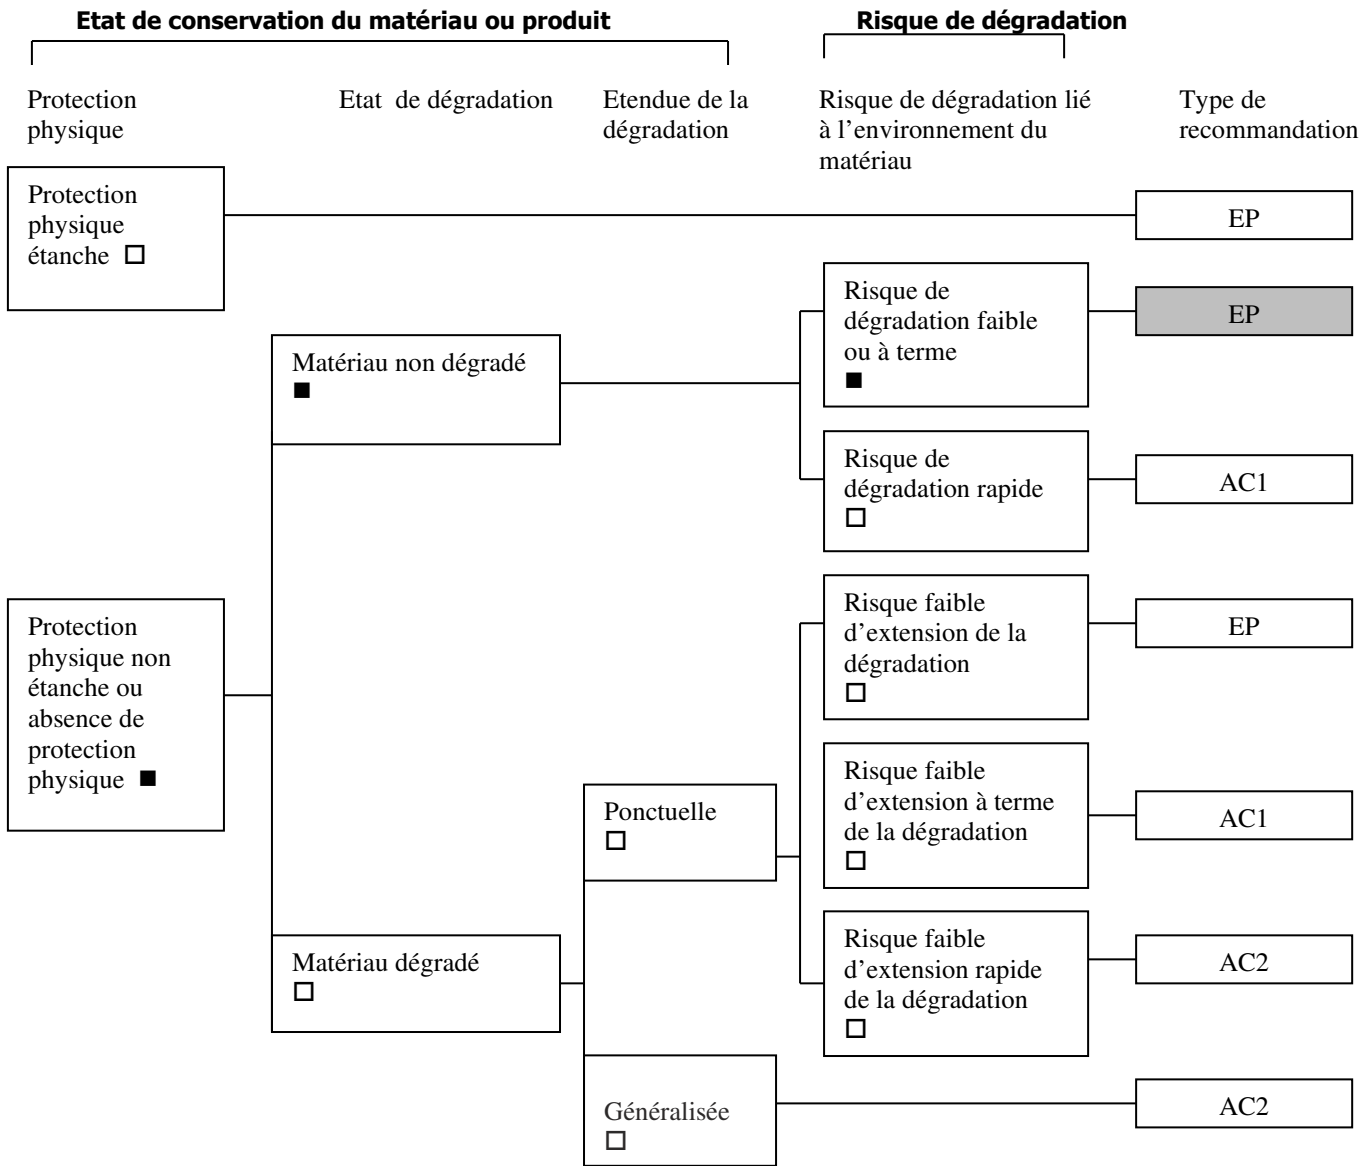 Etat de conservation du matériau ou produit
Risque de dégradation
Protection
physique
Etat de dégradation
Etendue de la
dégradation
Risque de dégradation lié
à l'environnement du
matériau
Type de
recommandation
Protection
physique
étanche □
EP
Risque de
dégradation faible
ou à terme
■
EP
Matériau non dégradé
■
Risque de
dégradation rapide
□
AC1
Protection
physique non
étanche ou
absence de
protection
physique ■
Risque faible
d'extension de la
dégradation
□
EP
Ponctuelle
□
Risque faible
d'extension à terme
de la dégradation
□
AC1
Matériau dégradé
□
Risque faible
d'extension rapide
de la dégradation
□
AC2
Généralisée
□
AC2